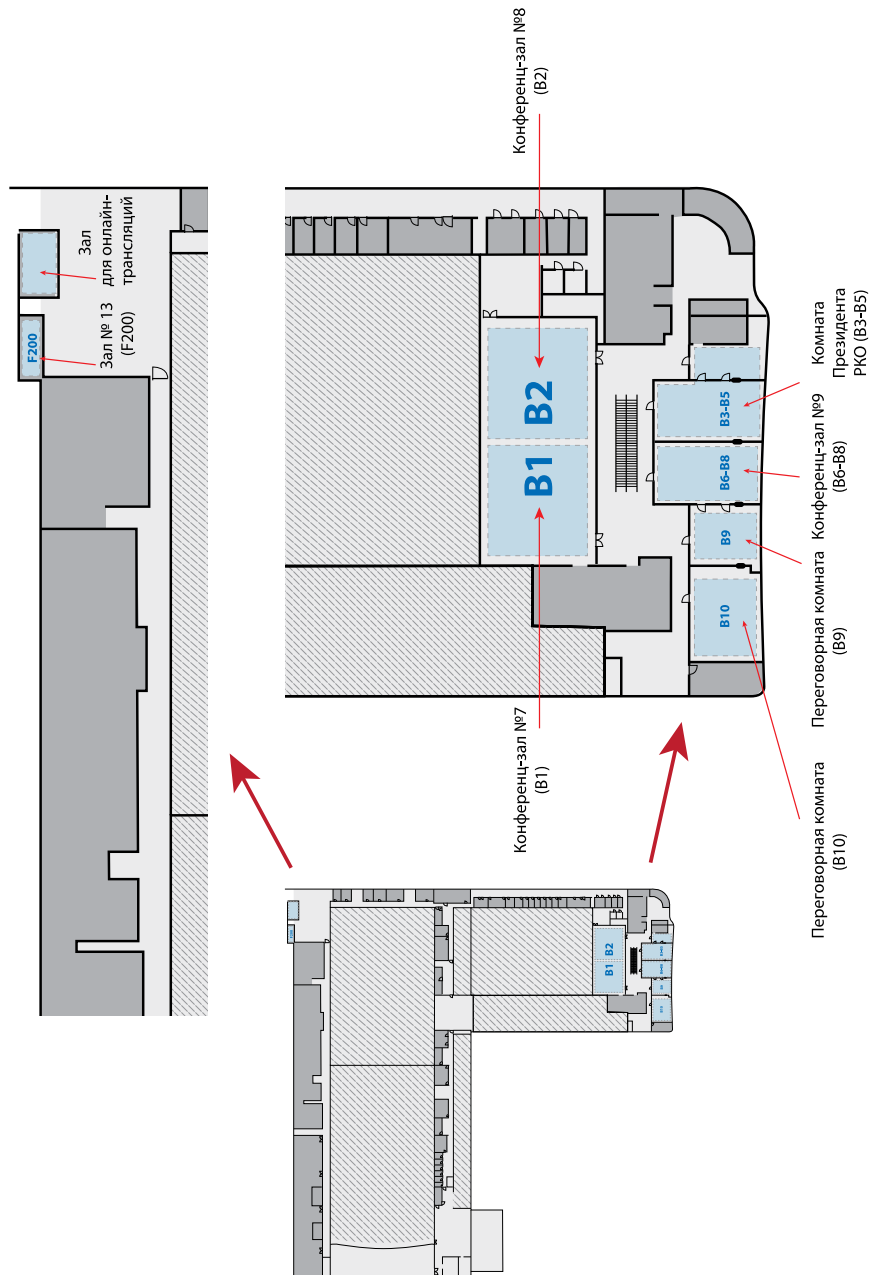 Зал
для онлайн-
трансляций
Зал № 13
(F200)
F200
Конференц-зал №8
(B2)
B1
B2
B3-B5
B6-B8
B9
B10
Конференц-зал №7
(B1)
Комната
Президента
РКО (B3-B5)
Конференц-зал №9
(B6-B8)
Переговорная комната
(B9)
Переговорная комната
(B10)
B1
B2